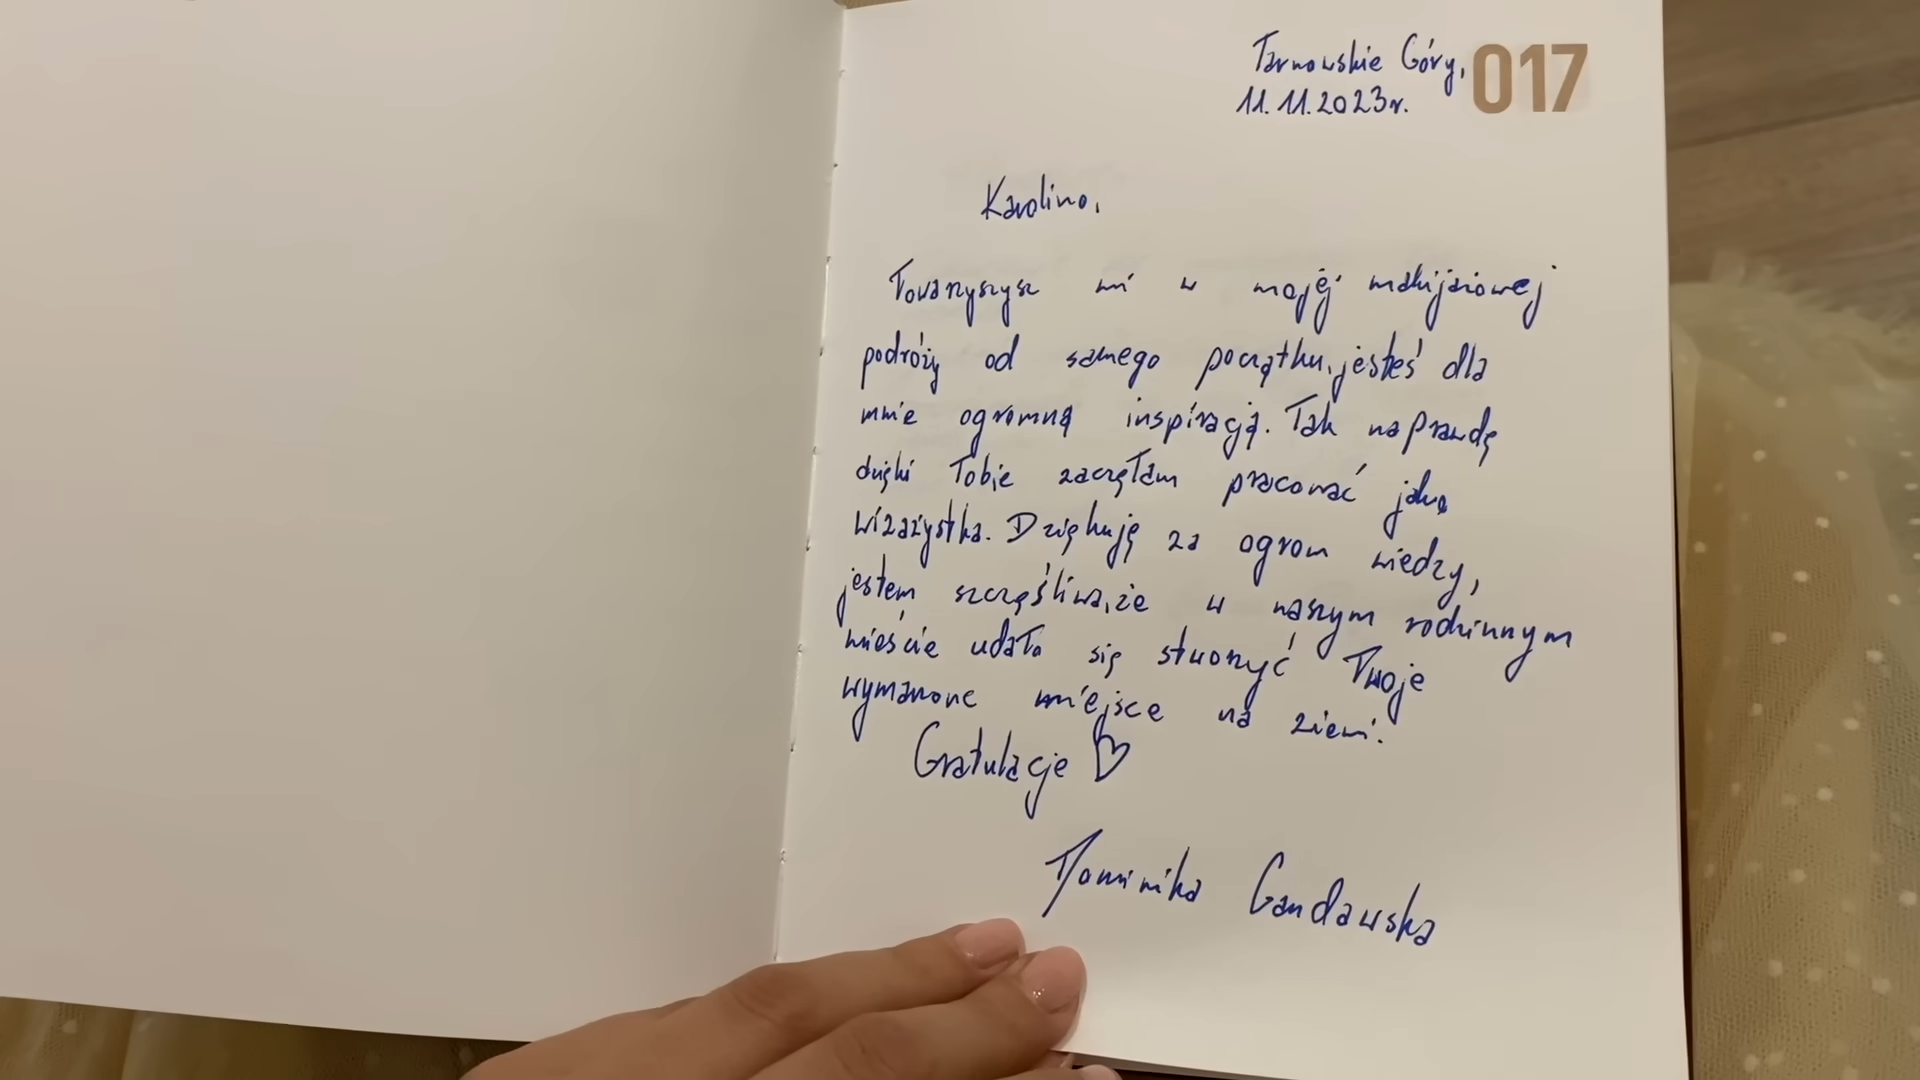 Tarnowskie Góry, 017
11.11.2023r.
Karolino,
Towarzyszysz mi w mojej makijażowej
podróży od samego początku, jesteś dla
mnie ogromną inspiracją. Tak naprawdę
dzięki Tobie zaczęłam pracować jako
wizażystka. Dziękuję za ogrom wiedzy,
jestem szczęśliwa, że w naszym rodzinnym
mieście udało się stworzyć Twoje
wymarzone miejsce na ziemi.
Gratulacje ♡
Dominika Gandawska